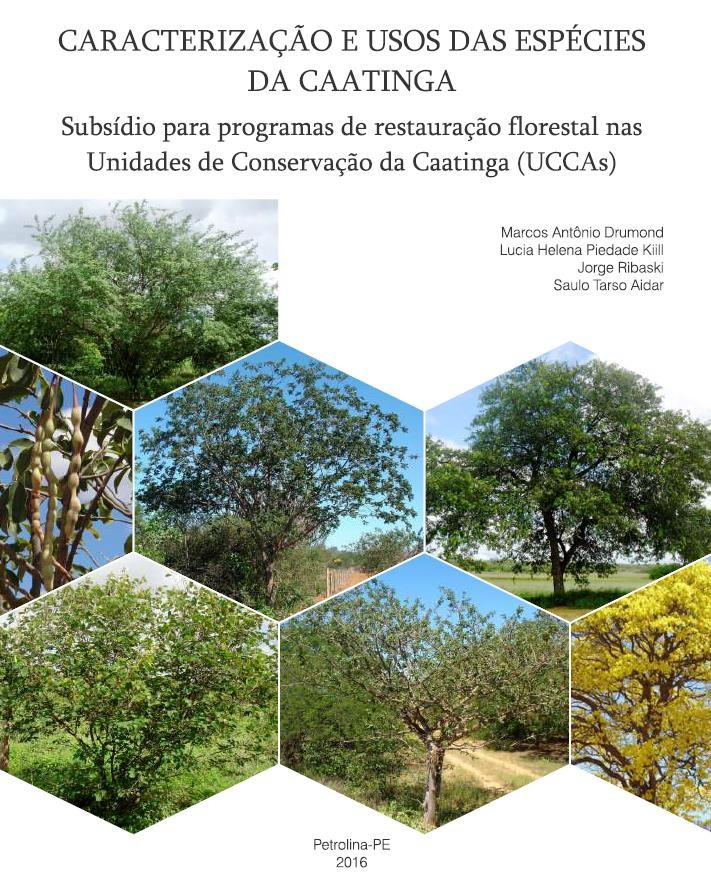 CARACTERIZAÇÃO E USOS DAS ESPÉCIES
DA CAATINGA
Subsídio para programas de restauração florestal nas
Unidades de Conservação da Caatinga (UCCAs)
Marcos Antônio Drumond
Lucia Helena Piedade Kiill
Jorge Ribaski
Saulo Tarso Aidar
Petrolina-PE
2016